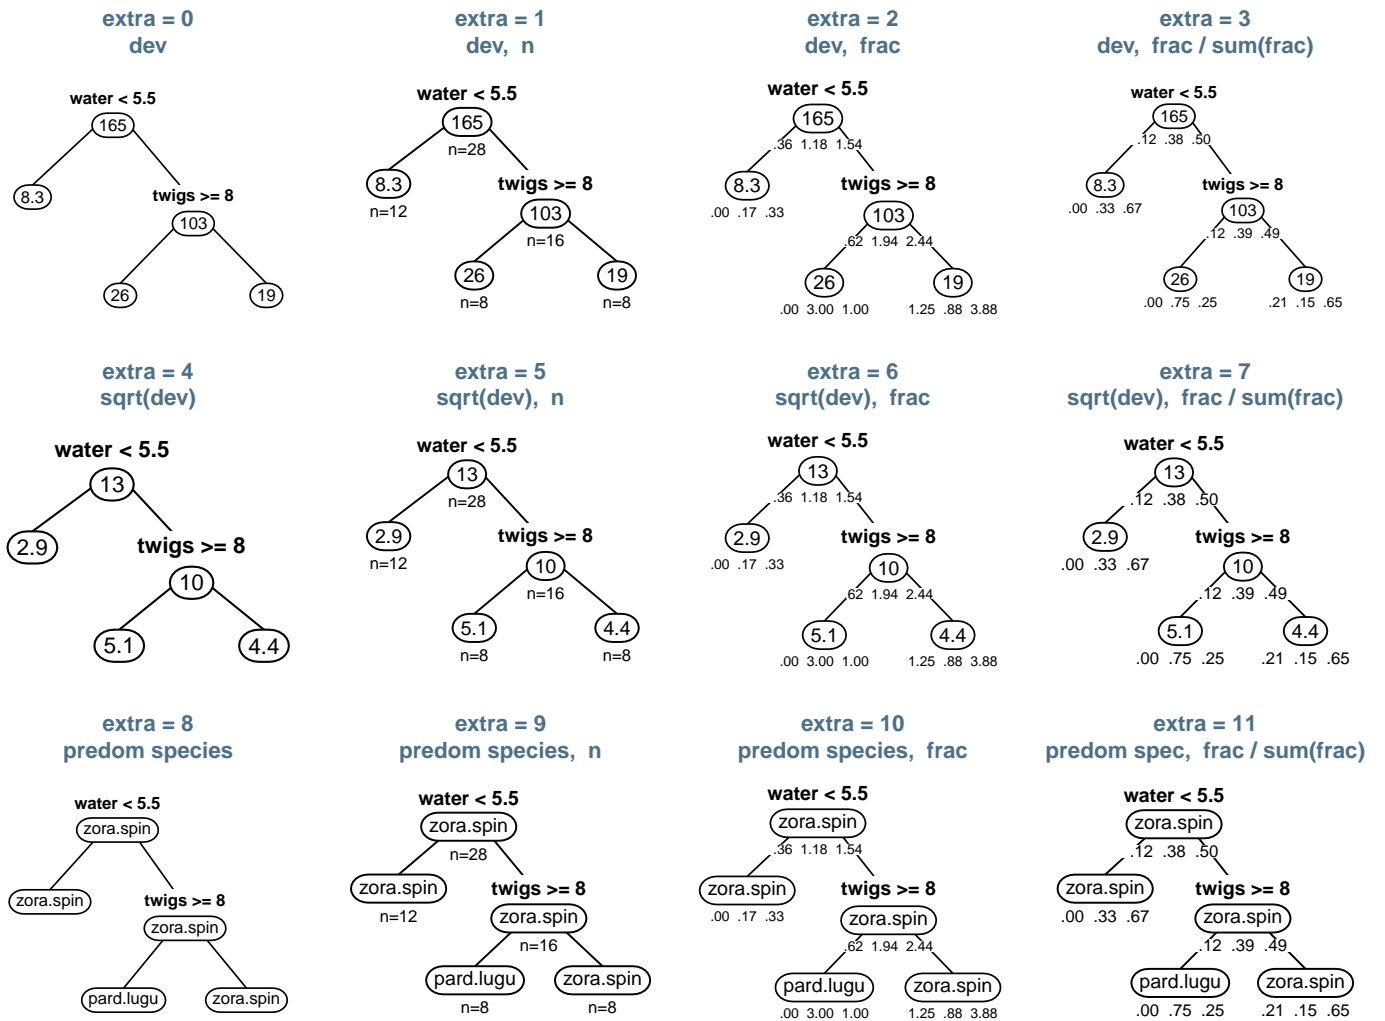 extra = 0
dev
water < 5.5
165
8.3
twigs >= 8
103
26
19
extra = 1
dev, n
water < 5.5
165
n=28
8.3
n=12
twigs >= 8
103
n=16
26
19
n=8
n=8
extra = 2
dev, frac
water < 5.5
165
.36 1.18 1.54
8.3
.00 .17 .33
twigs >= 8
103
.62 1.94 2.44
26
19
.00 3.00 1.00
1.25 .88 3.88
extra = 3
dev, frac / sum(frac)
water < 5.5
165
.12 .38 .50
8.3
.00 .33 .67
twigs >= 8
103
.12 .39 .49
26
19
.00 .75 .25
.21 .15 .65
extra = 4
sqrt(dev)
water < 5.5
13
2.9
twigs >= 8
10
5.1
4.4
extra = 5
sqrt(dev), n
water < 5.5
13
n=28
2.9
n=12
twigs >= 8
10
n=16
5.1
4.4
n=8
n=8
extra = 6
sqrt(dev), frac
water < 5.5
13
.36 1.18 1.54
2.9
.00 .17 .33
twigs >= 8
10
.62 1.94 2.44
5.1
4.4
.00 3.00 1.00
1.25 .88 3.88
extra = 7
sqrt(dev), frac / sum(frac)
water < 5.5
13
.12 .38 .50
2.9
.00 .33 .67
twigs >= 8
10
.12 .39 .49
5.1
4.4
.00 .75 .25
.21 .15 .65
extra = 8
predom species
water < 5.5
zora.spin
zora.spin
twigs >= 8
zora.spin
pard.lugu
zora.spin
extra = 9
predom species, n
water < 5.5
zora.spin
n=28
zora.spin
n=12
twigs >= 8
zora.spin
n=16
pard.lugu
zora.spin
n=8
n=8
extra = 10
predom species, frac
water < 5.5
zora.spin
.36 1.18 1.54
zora.spin
.00 .17 .33
twigs >= 8
zora.spin
.62 1.94 2.44
pard.lugu
zora.spin
.00 3.00 1.00
1.25 .88 3.88
extra = 11
predom spec, frac / sum(frac)
water < 5.5
zora.spin
.12 .38 .50
zora.spin
.00 .33 .67
twigs >= 8
zora.spin
.12 .39 .49
pard.lugu
zora.spin
.00 .75 .25
.21 .15 .65